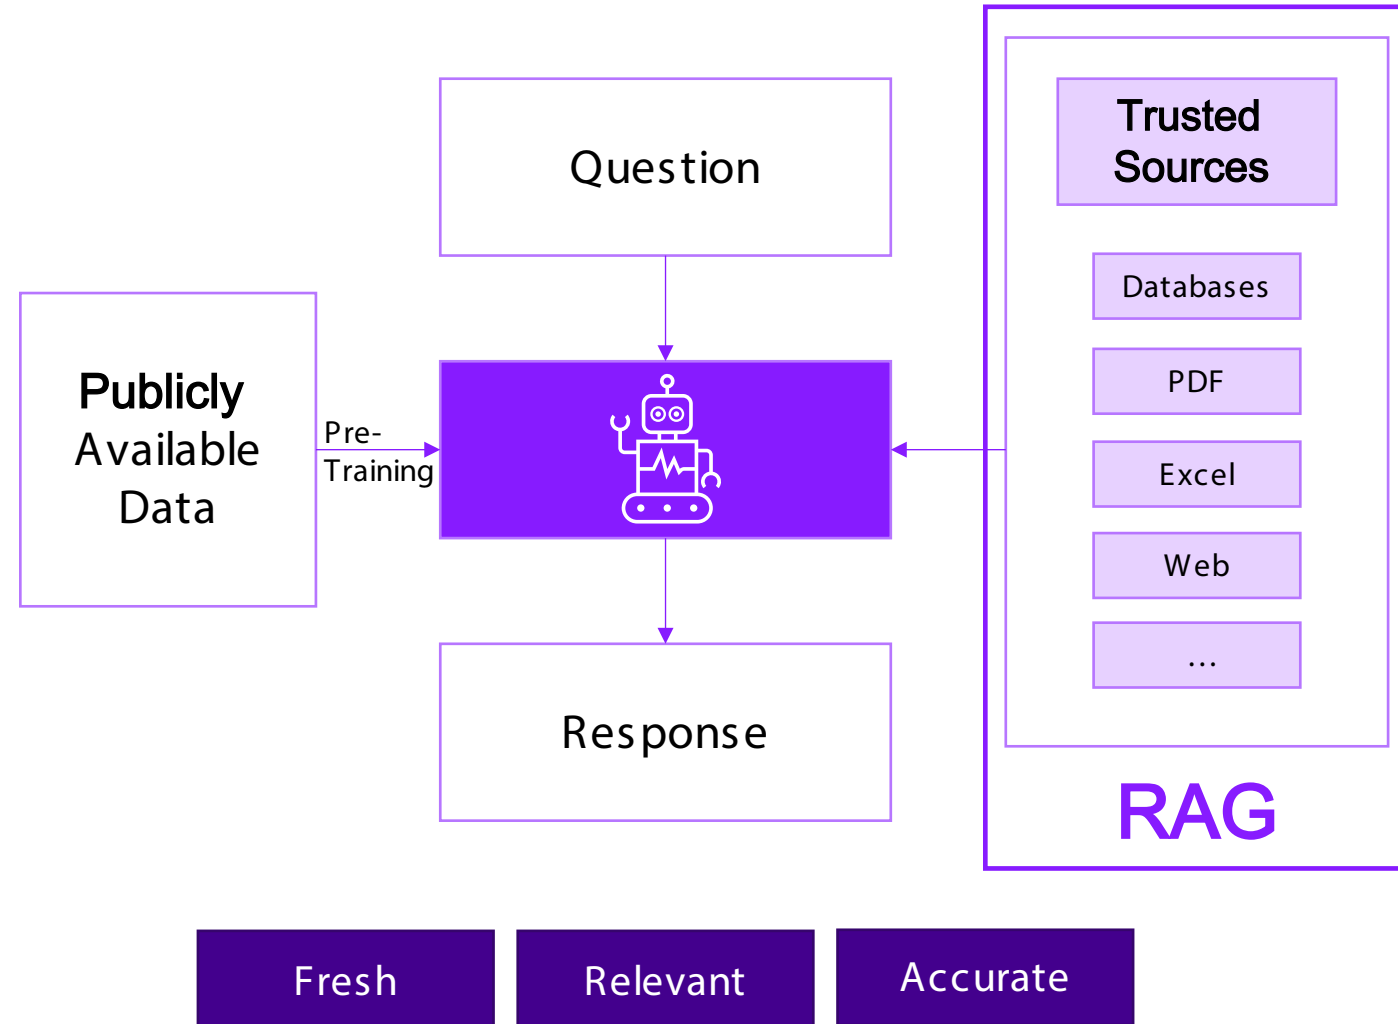 Question
Publicly
Available
Data
Pre-
Training
Response
Trusted
Sources
Databases
PDF
Excel
Web
...
RAG
Fresh
Relevant
Accurate